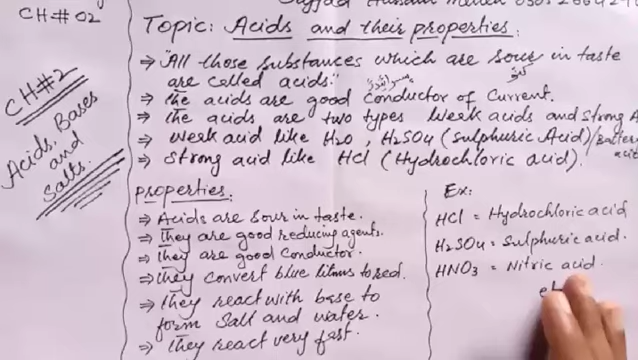 CH# 02
Topic: Acids and their properties.
⇒ "All those substances which are sour in taste
are called acids."
⇒ The acids are good Conductor of Current.
⇒ The acids are two types Weak acids and Strong A
⇒ Weak acid like H2O, H2SO4 (Sulphuric Acid)/
⇒ Strong acid like HCl (Hydrochloric acid).
CH#2
Acids, Bases
and
Salts.
Properties:
⇒ Acids are sour in taste.
⇒ They are good reducing agents.
⇒ They are good Conductor.
⇒ They convert blue litmus to red.
⇒ They react with base to
form Salt and water.
⇒ They react very fast.
Ex:
HCl = Hydrochloric acid
H2SO4 = Sulphuric acid.
HNO3 = Nitric acid.